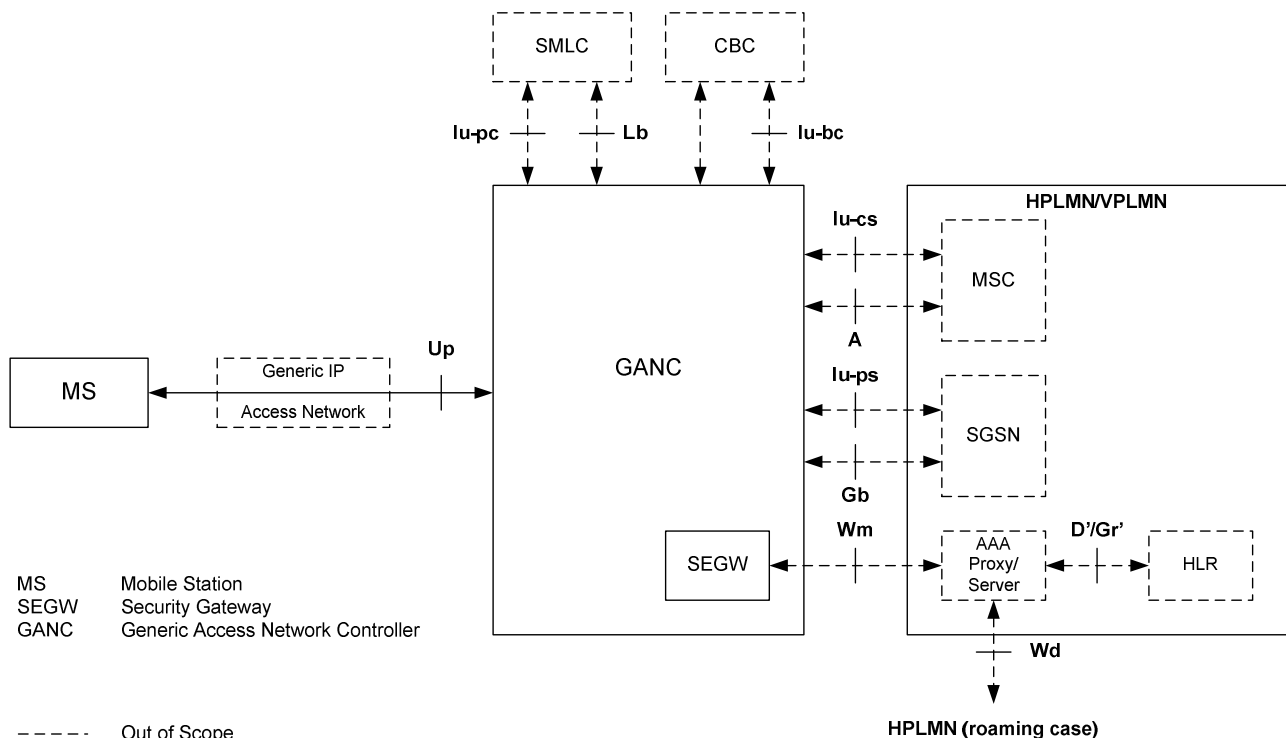 SMLC
CBC
Iu-pc
Lb
Iu-bc
HPLMN/VPLMN
Iu-cs
MSC
A
Up
GANC
Generic IP
Access Network
MS
Iu-ps
SGSN
Gb
Wm
D’/Gr’
SEGW
AAA
Proxy/
Server
HLR
MS Mobile Station
SEGW Security Gateway
GANC Generic Access Network Controller
Wd
HPLMN (roaming case)
Out of Scope